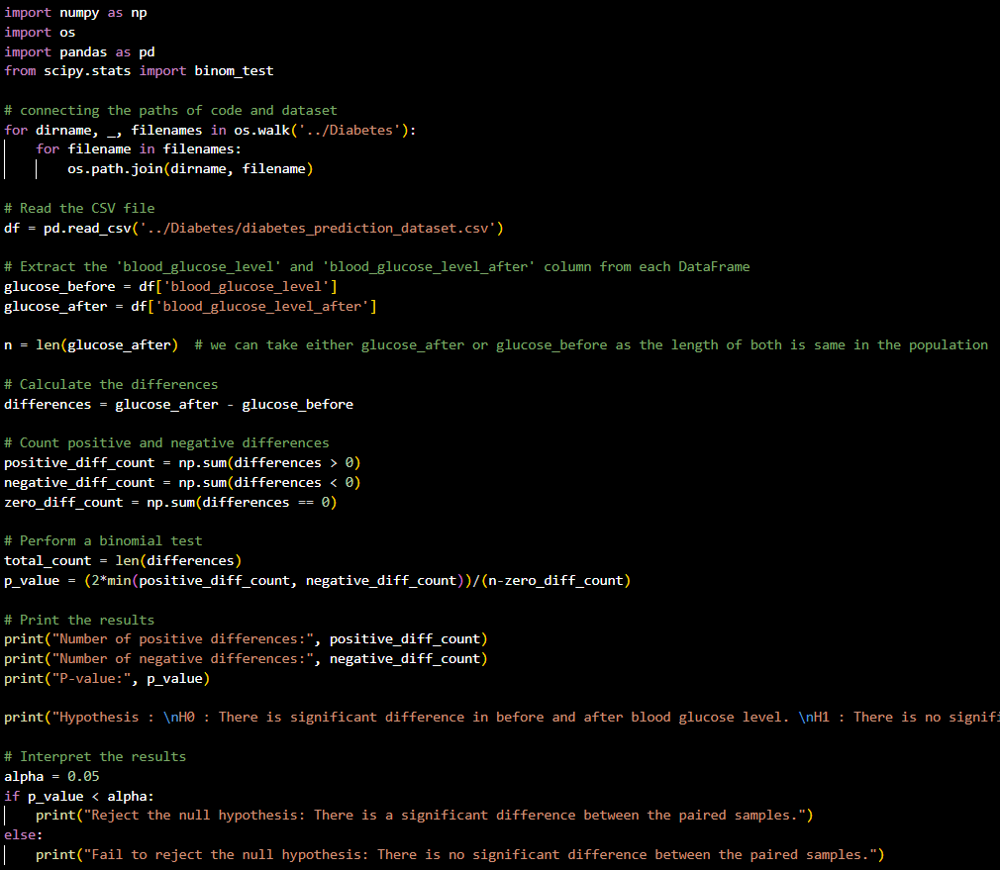 import numpy as np
import os
import pandas as pd
from scipy.stats import binom_test
# connecting the paths of code and dataset
for dirname, _, filenames in os.walk('../Diabetes'):
    for filename in filenames:
        os.path.join(dirname, filename)
# Read the CSV file
df = pd.read_csv('../Diabetes/diabetes_prediction_dataset.csv')
# Extract the 'blood_glucose_level' and 'blood_glucose_level_after' column from each DataFrame
glucose_before = df['blood_glucose_level']
glucose_after = df['blood_glucose_level_after']
n = len(glucose_after)  # we can take either glucose_after or glucose_before as the length of both is same in the population
# Calculate the differences
differences = glucose_after - glucose_before
# Count positive and negative differences
positive_diff_count = np.sum(differences > 0)
negative_diff_count = np.sum(differences < 0)
zero_diff_count = np.sum(differences == 0)
# Perform a binomial test
total_count = len(differences)
p_value = (2*min(positive_diff_count, negative_diff_count))/(n-zero_diff_count)
# Print the results
print("Number of positive differences:", positive_diff_count)
print("Number of negative differences:", negative_diff_count)
print("P-value:", p_value)
print("Hypothesis : \nH0 : There is significant difference in before and after blood glucose level. \nH1 : There is no signifi
# Interpret the results
alpha = 0.05
if p_value < alpha:
    print("Reject the null hypothesis: There is a significant difference between the paired samples.")
else:
    print("Fail to reject the null hypothesis: There is no significant difference between the paired samples.")